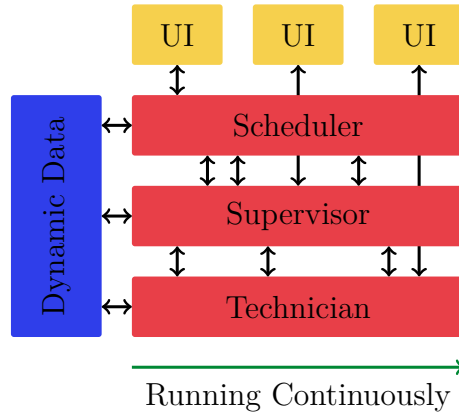 UI
UI
UI
Scheduler
Dynamic Data
Supervisor
Technician
Running Continuously